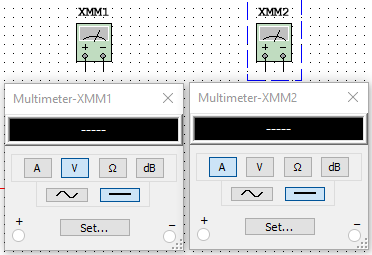 XMM1 XMM2
Multimeter-XMM1 Multimeter-XMM2
----- -----
A V Ω dB A V Ω dB
+ Set... - + Set... -